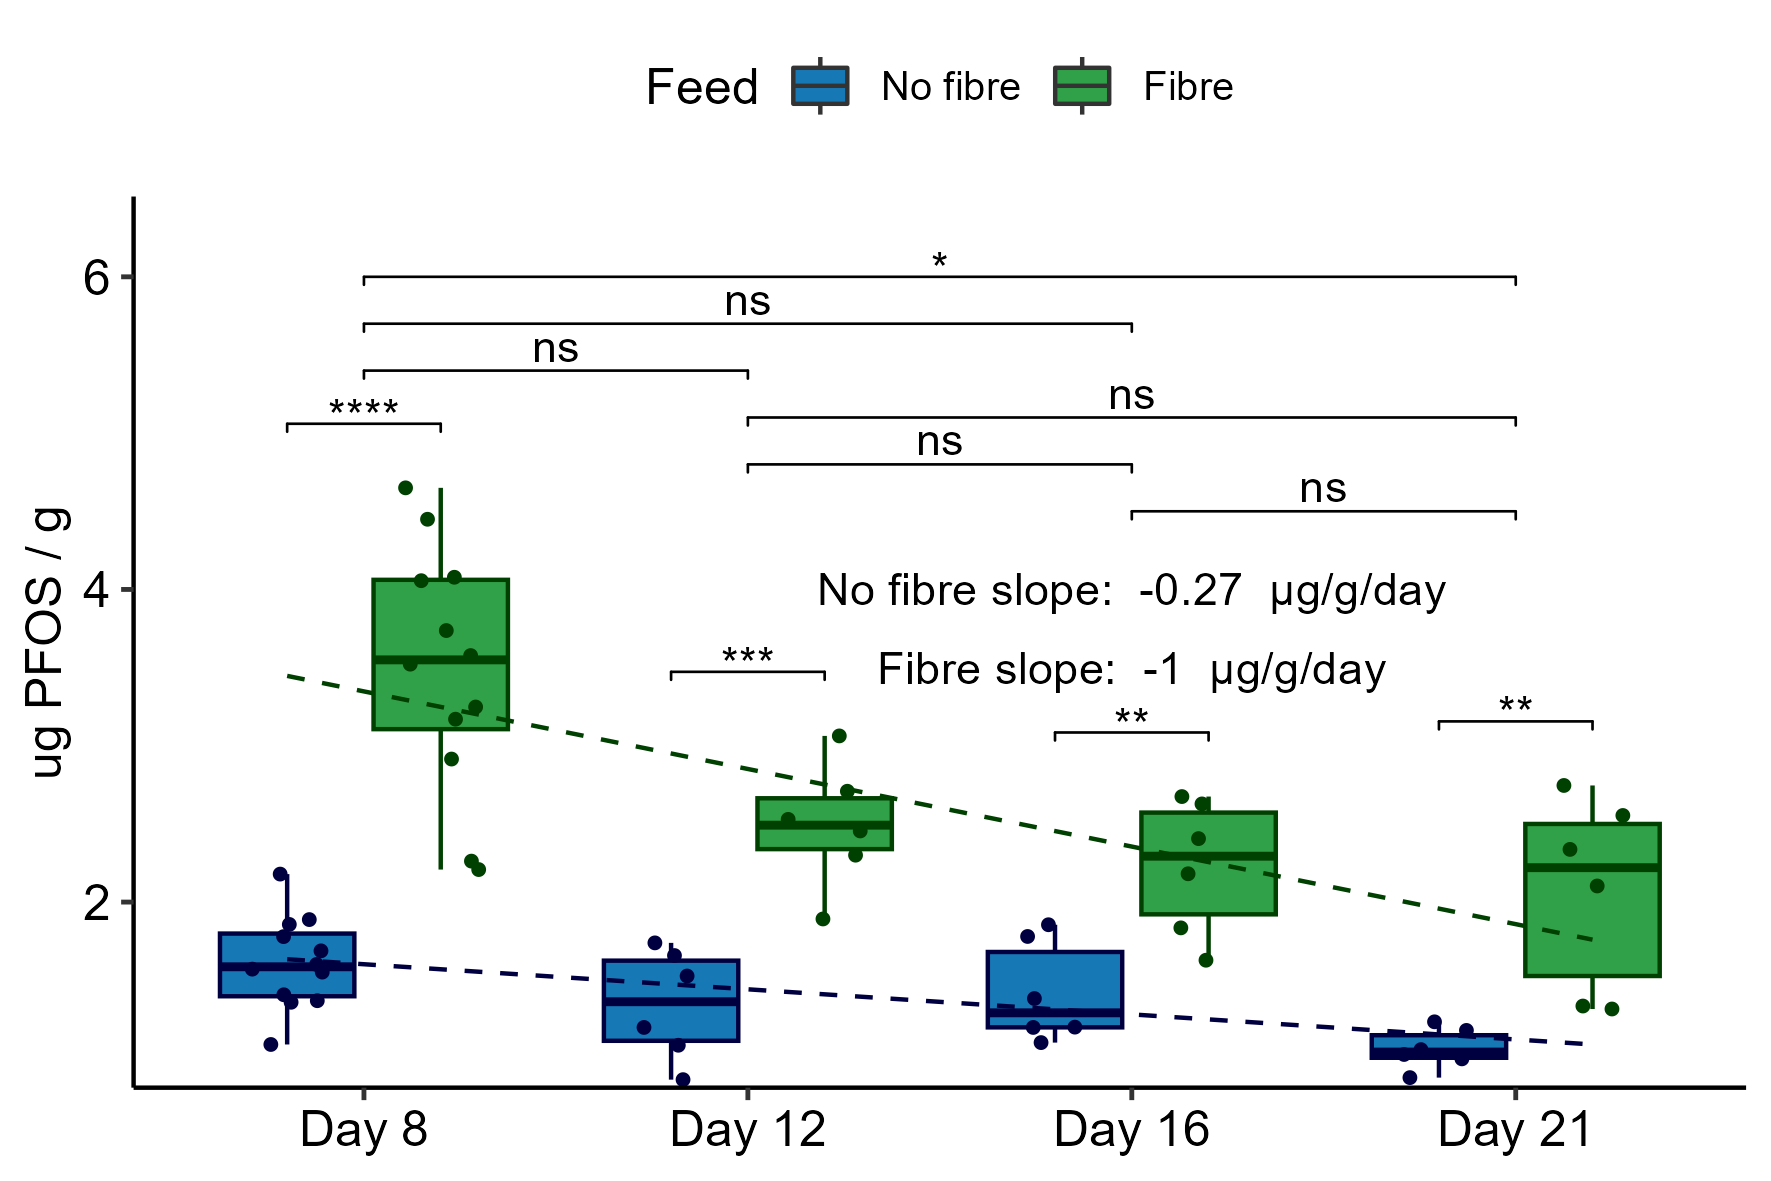 Feed No fibre Fibre
6
4
2
ug PFOS / g
*
ns
ns
****
ns
ns
ns
No fibre slope: -0.27 µg/g/day
Fibre slope: -1 µg/g/day
***
**
**
Day 8 Day 12 Day 16 Day 21